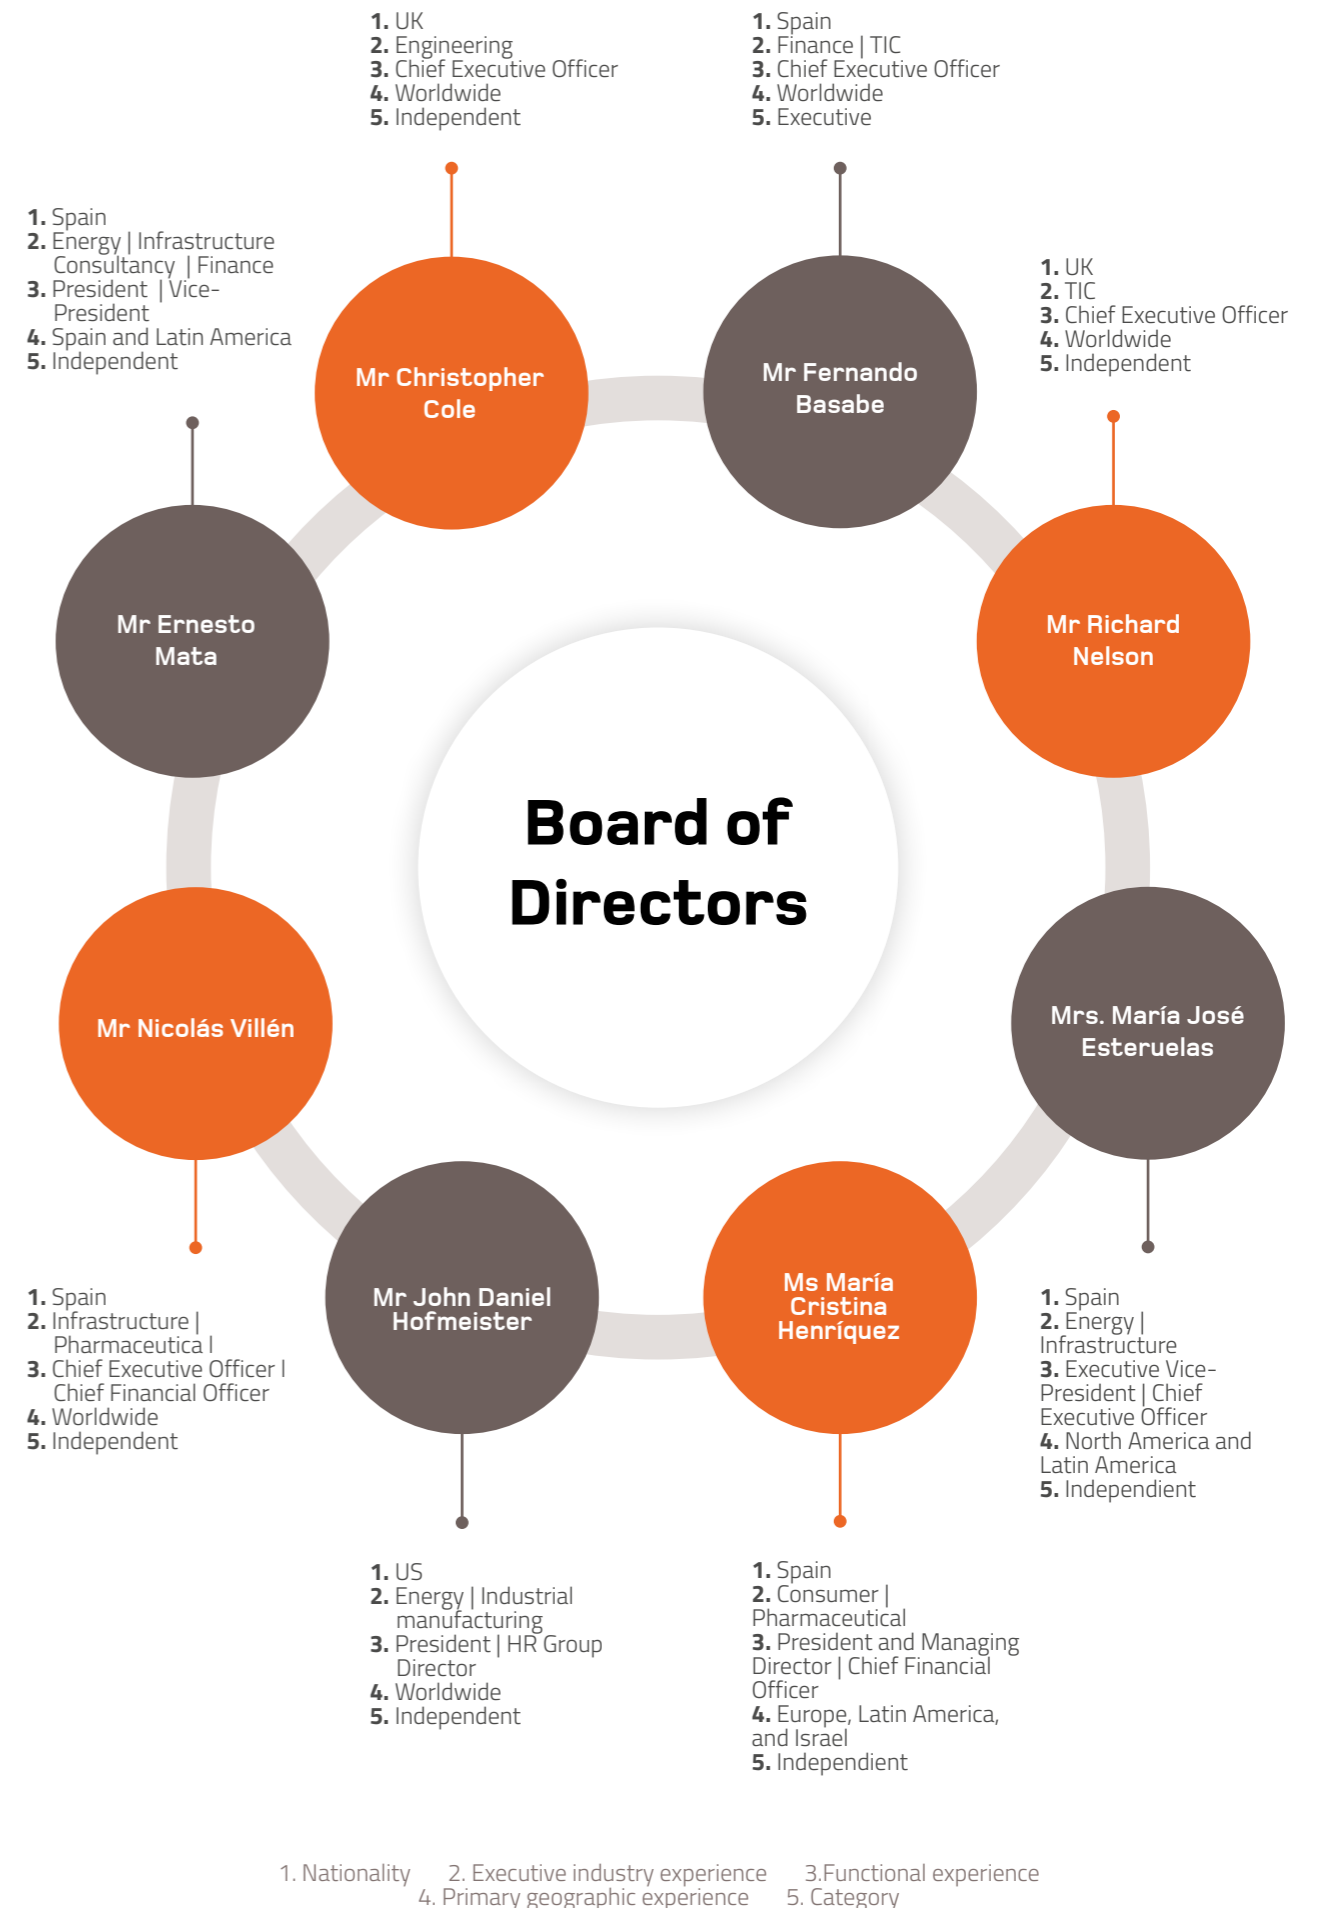 1. UK
2. Engineering
3. Chief Executive Officer
4. Worldwide
5. Independent
1. Spain
2. Finance | TIC
3. Chief Executive Officer
4. Worldwide
5. Executive
1. Spain
2. Energy | Infrastructure
Consultancy | Finance
3. President | Vice-
President
4. Spain and Latin America
5. Independent
1. UK
2. TIC
3. Chief Executive Officer
4. Worldwide
5. Independent
Mr Christopher
Cole
Mr Fernando
Basabe
Mr Ernesto
Mata
Mr Richard
Nelson
Board of
Directors
Mr Nicolás Villén
Mrs. María José
Esteruelas
Mr John Daniel
Hofmeister
Ms María
Cristina
Henríquez
1. Spain
2. Infrastructure |
Pharmaceutica l
3. Chief Executive Officer l
Chief Financial Officer
4. Worldwide
5. Independent
1. Spain
2. Energy |
Infrastructure
3. Executive Vice-
President | Chief
Executive Officer
4. North America and
Latin America
5. Independient
1. US
2. Energy | Industrial
manufacturing
3. President | HR Group
Director
4. Worldwide
5. Independent
1. Spain
2. Consumer |
Pharmaceutical
3. President and Managing
Director | Chief Financial
Officer
4. Europe, Latin America,
and Israel
5. Independient
1. Nationality 2. Executive industry experience 3.Functional experience
4. Primary geographic experience 5. Category